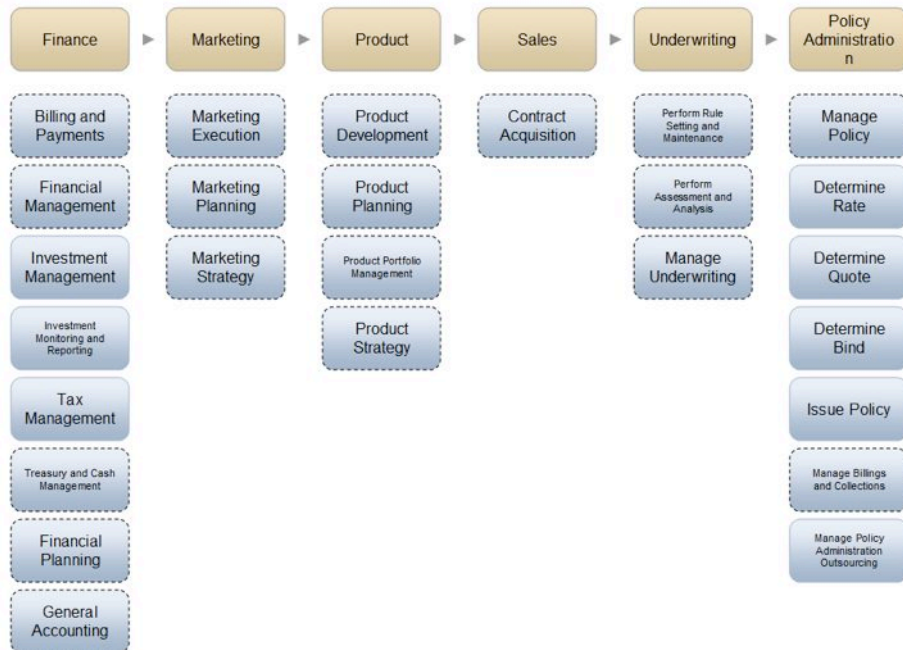 Finance
Marketing
Product
Sales
Underwriting
Policy
Administratio
n
Billing and
Payments
Financial
Management
Investment
Management
Investment
Monitoring and
Reporting
Tax
Management
Treasury and Cash
Management
Financial
Planning
General
Accounting
Marketing
Execution
Marketing
Planning
Marketing
Strategy
Product
Development
Product
Planning
Product Portfolio
Management
Product
Strategy
Contract
Acquisition
Perform Rule
Setting and
Maintenance
Perform
Assessment and
Analysis
Manage
Underwriting
Manage
Policy
Determine
Rate
Determine
Quote
Determine
Bind
Issue Policy
Manage Billings
and Collections
Manage Policy
Administration
Outsourcing